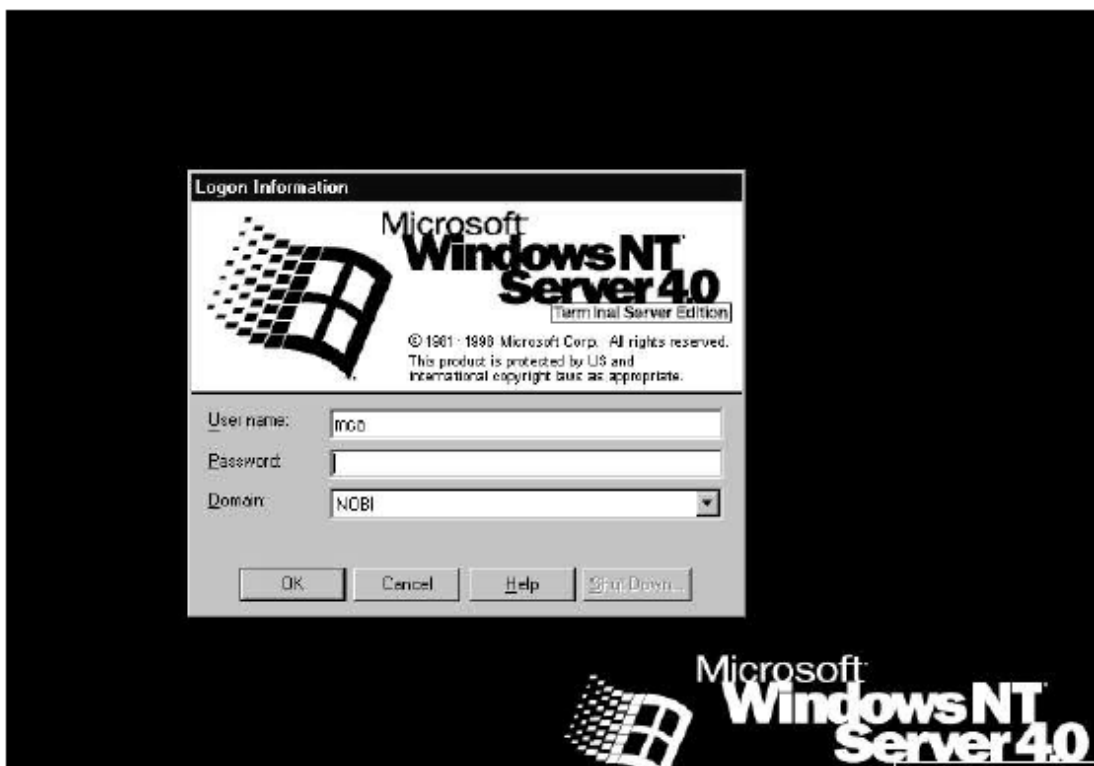 Logon Information
Microsoft
Windows NT
Server 4.0
Terminal Server Edition
© 1981-1998 Microsoft Corp. All rights reserved.
This product is protected by US and
international copyright laws as appropriate.
User name:
Password:
Domain:
NOBI
OK
Cancel
Help
Shut Down...
Microsoft
Windows NT
Server 4.0